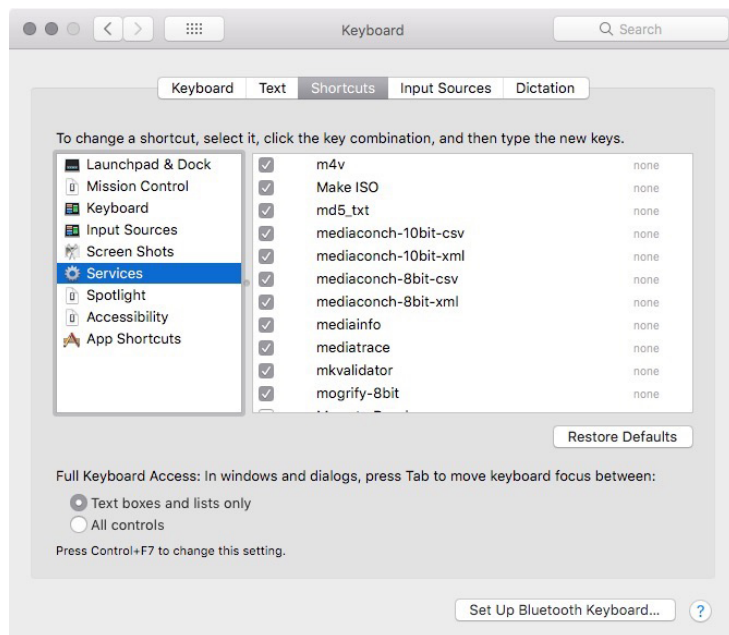 Keyboard
Search
Keyboard Text Shortcuts Input Sources Dictation
To change a shortcut, select it, click the key combination, and then type the new keys.
Launchpad & Dock
Mission Control
Keyboard
Input Sources
Screen Shots
Services
Spotlight
Accessibility
App Shortcuts
m4v none
Make ISO none
md5_txt none
mediaconch-10bit-csv none
mediaconch-10bit-xml none
mediaconch-8bit-csv none
mediaconch-8bit-xml none
mediainfo none
mediatrace none
mkvalidator none
mogrify-8bit none
Restore Defaults
Full Keyboard Access: In windows and dialogs, press Tab to move keyboard focus between:
Text boxes and lists only
All controls
Press Control+F7 to change this setting.
Set Up Bluetooth Keyboard... ?